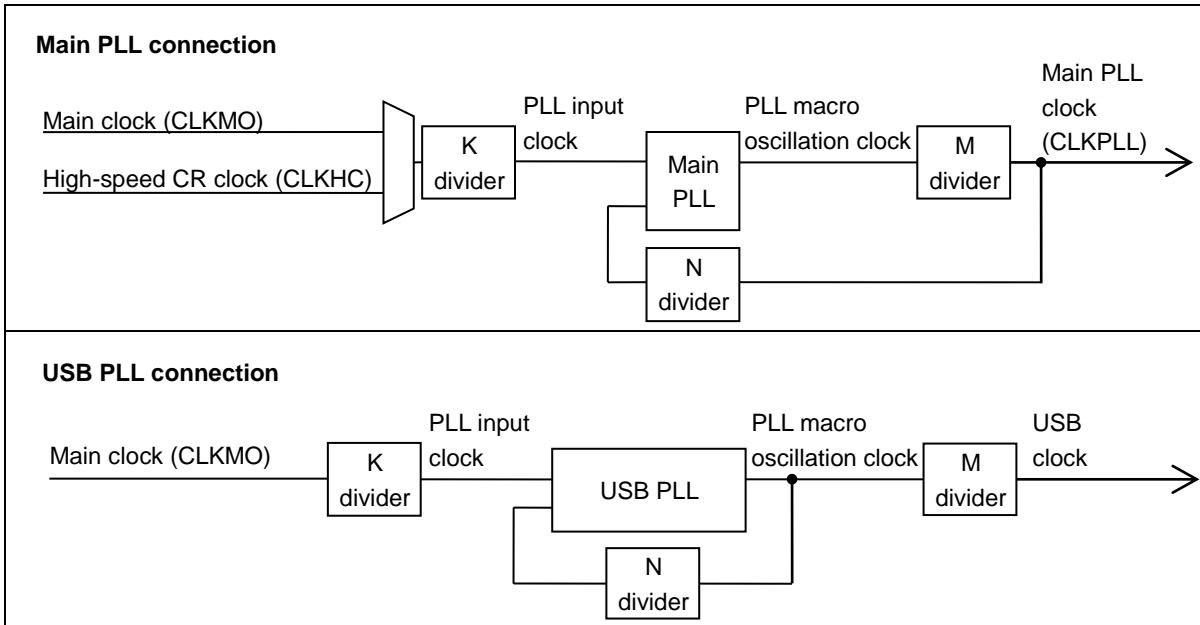 Main PLL connection
Main clock (CLKMO)
High-speed CR clock (CLKHC)
K
divider
PLL input
clock
Main
PLL
PLL macro
oscillation clock
M
divider
Main PLL
clock
(CLKPLL)
N
divider
USB PLL connection
Main clock (CLKMO)
K
divider
PLL input
clock
USB PLL
PLL macro
oscillation clock
M
divider
USB
clock
N
divider